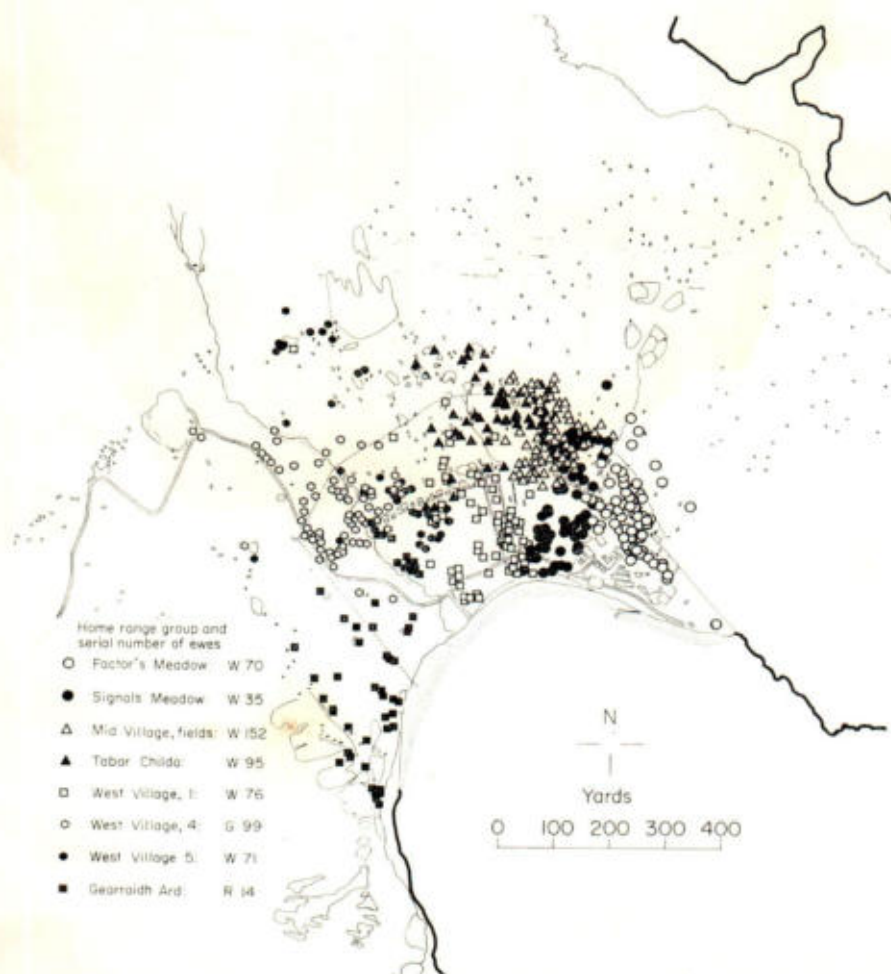 Home range group and
serial number of ewes
Factor's Meadow W 70
Signals Meadow W 35
Mid Village, fields: W 152
Tobar Childa: W 95
West Village, 1: W 76
West Village, 4: G 99
West Village 5: W 71
Gearraidh Ard: R 14
N
Yards
0 100 200 300 400